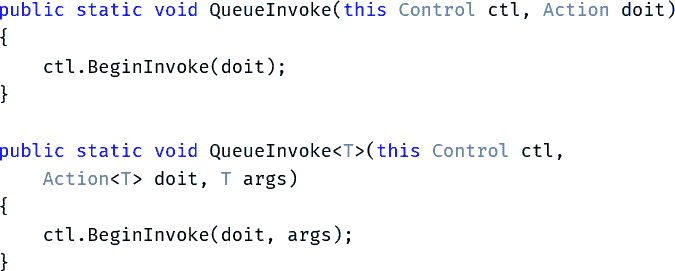 public static void QueueInvoke(this Control ctl, Action doit)
{
    ctl.BeginInvoke(doit);
}

public static void QueueInvoke<T>(this Control ctl,
    Action<T> doit, T args)
{
    ctl.BeginInvoke(doit, args);
}